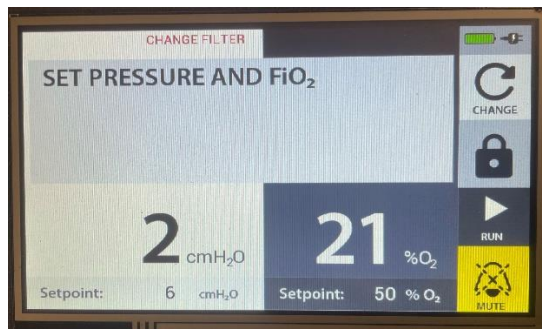 CHANGE FILTER
SET PRESSURE AND FiO₂
CHANGE
2 cmH₂O
21 %O₂
RUN
Setpoint: 6 cmH₂O
Setpoint: 50 % O₂
MUTE